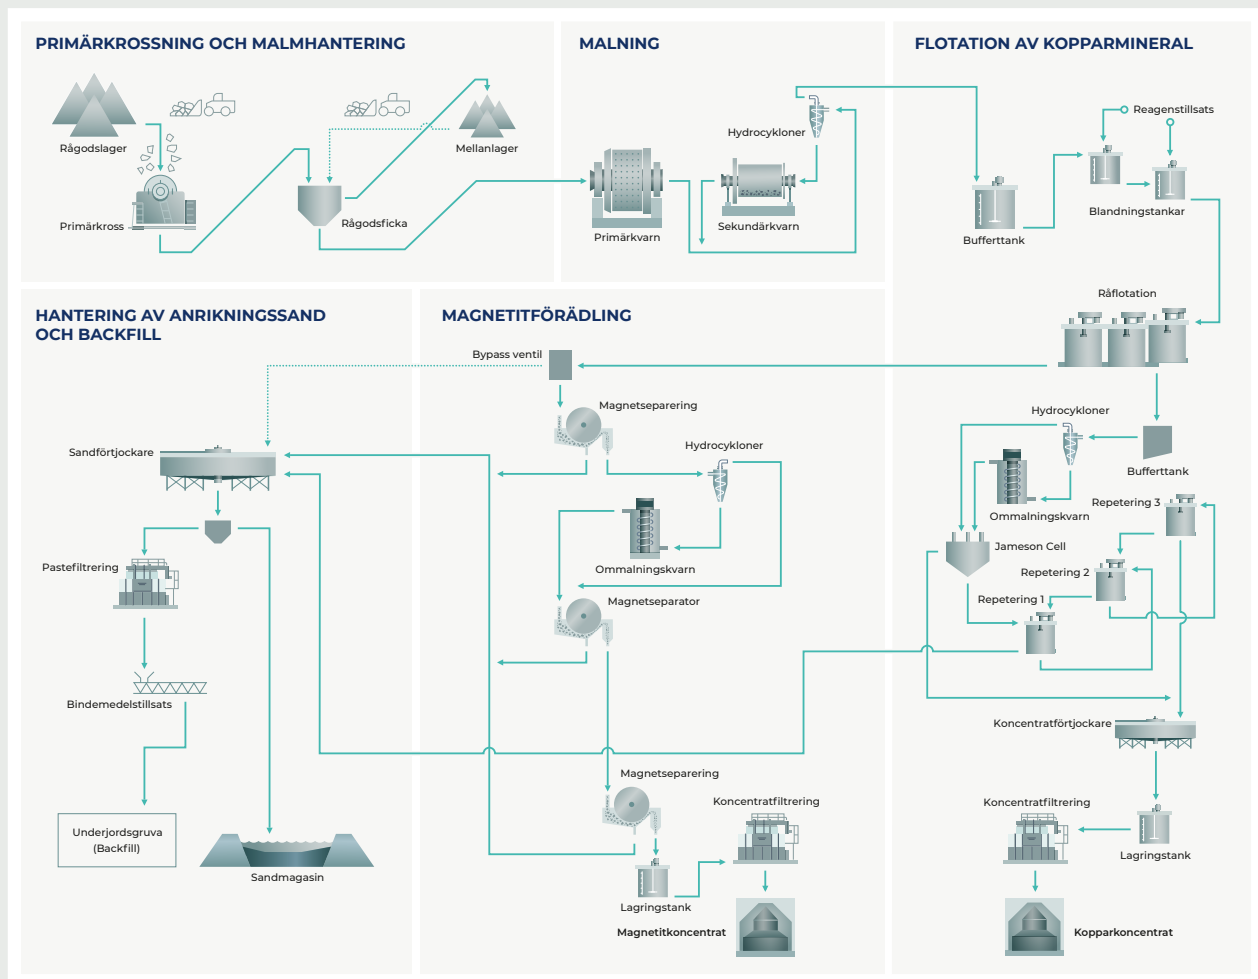 PRIMÄRKROSSNING OCH MALMHANTERING
Rågodslager
Primärkross
Rågodsficka
Mellanlager
MALNING
Hydrocykloner
Primärkvarn
Sekundärkvarn
FLOTATION AV KOPPARMINERAL
Reagenstillsats
Blandningstankar
Bufferttank
Råflotation
Hydrocykloner
Bufferttank
Ommalningskvarn
Repetering 3
Jameson Cell
Repetering 2
Repetering 1
Koncentratförtjockare
Koncentratfiltrering
Lagringstank
Kopparkoncentrat
HANTERING AV ANRIKNINGSSAND
OCH BACKFILL
Sandförtjockare
Pastefiltrering
Bindemedelstillsats
Underjordsgruva
(Backfill)
Sandmagasin
MAGNETITFÖRÄDLING
Bypass ventil
Magnetseparering
Hydrocykloner
Ommalningskvarn
Magnetseparator
Magnetseparering
Koncentratfiltrering
Lagringstank
Magnetitkoncentrat